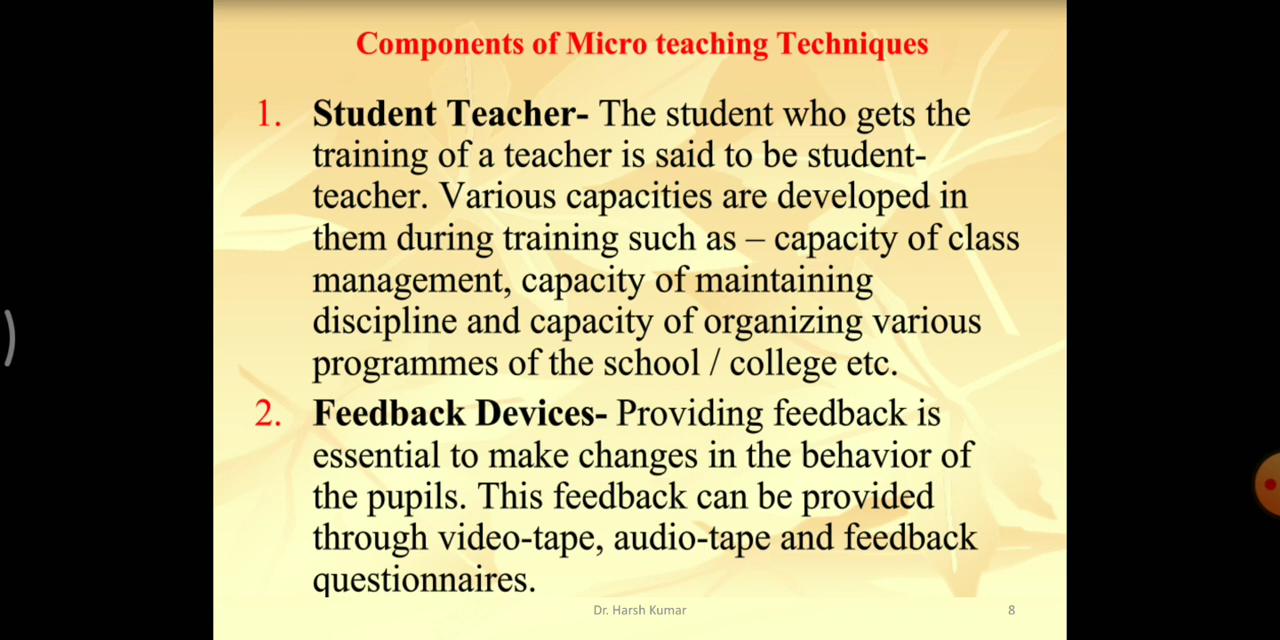 Components of Micro teaching Techniques
1. Student Teacher- The student who gets the
training of a teacher is said to be student-
teacher. Various capacities are developed in
them during training such as – capacity of class
management, capacity of maintaining
discipline and capacity of organizing various
programmes of the school / college etc.
2. Feedback Devices- Providing feedback is
essential to make changes in the behavior of
the pupils. This feedback can be provided
through video-tape, audio-tape and feedback
questionnaires.
Dr. Harsh Kumar 8